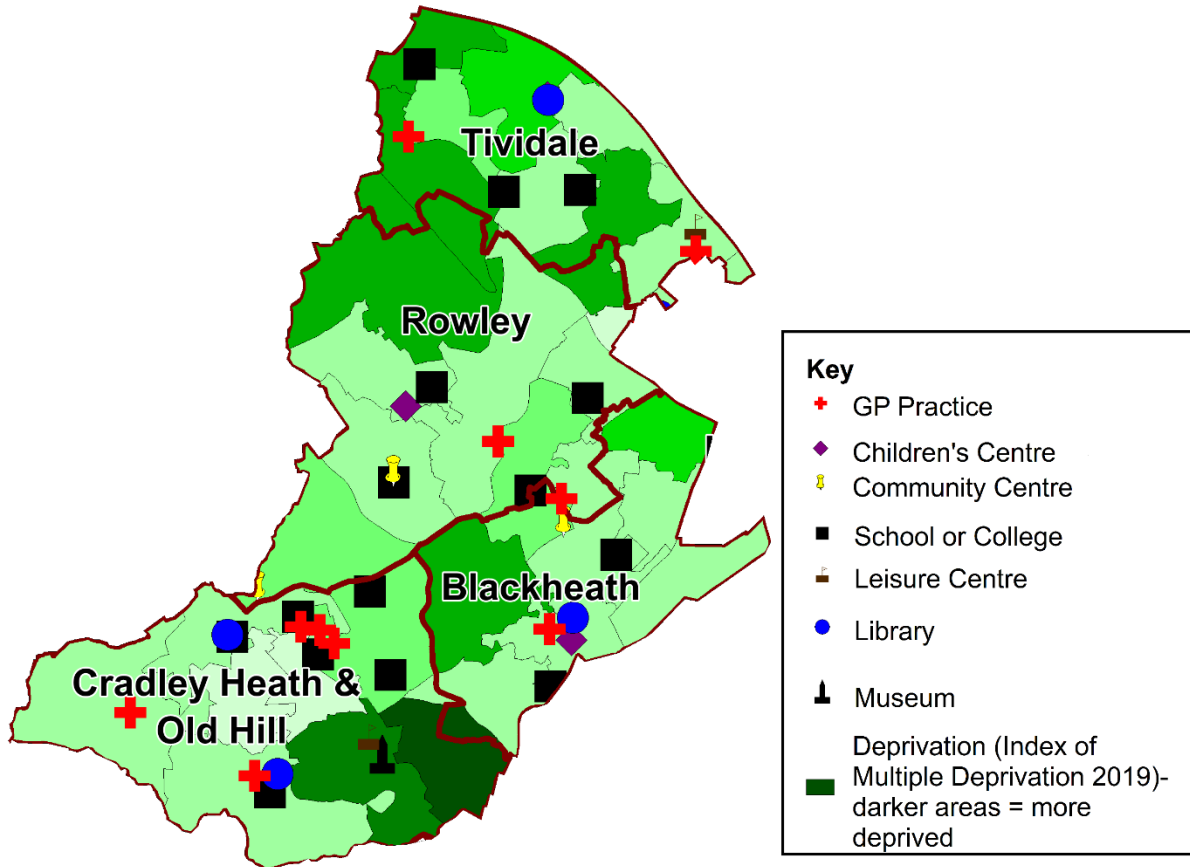 Tividale
Rowley
Blackheath
Cradley Heath &
Old Hill
Key
GP Practice
Children's Centre
Community Centre
School or College
Leisure Centre
Library
Museum
Deprivation (Index of
Multiple Deprivation 2019)-
darker areas = more
deprived